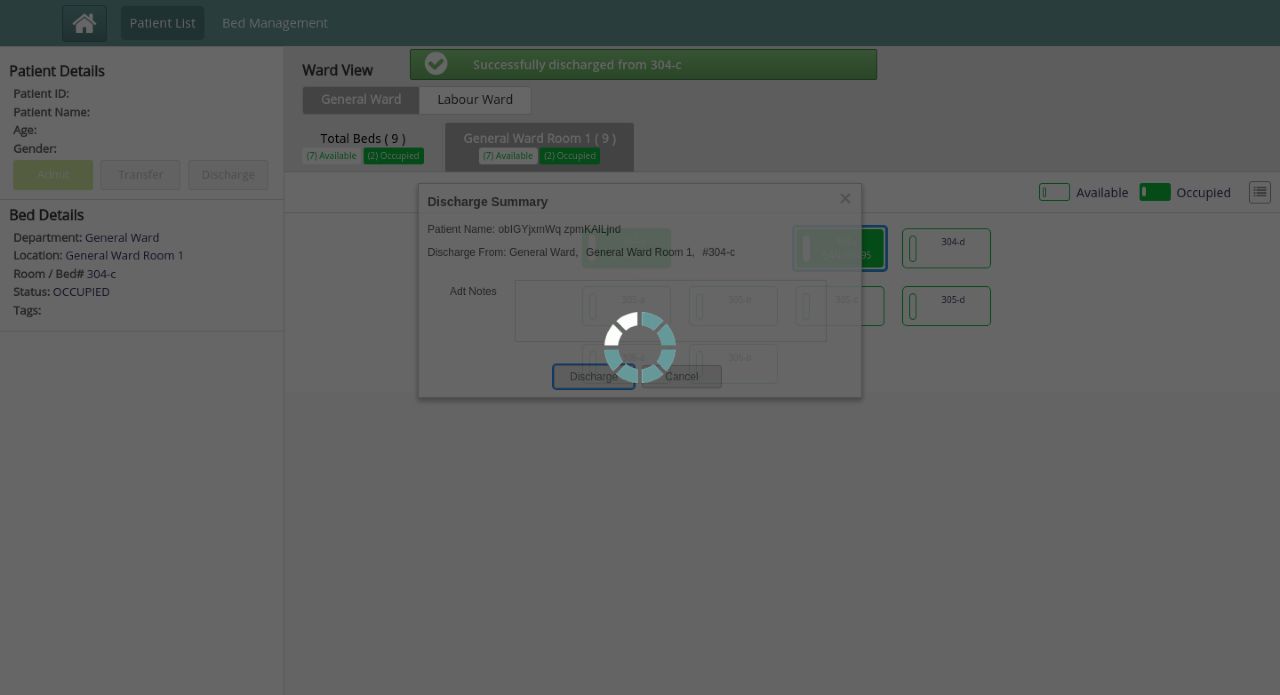 Patient List
Bed Management
Successfully discharged from 304-c
Patient Details
Patient ID:
Patient Name:
Age:
Gender:
Admit
Transfer
Discharge
Bed Details
Department: General Ward
Location: General Ward Room 1
Room / Bed# 304-c
Status: OCCUPIED
Tags:
Ward View
General Ward
Labour Ward
Total Beds ( 9 )
(7) Available (2) Occupied
General Ward Room 1 ( 9 )
(7) Available (2) Occupied
Available
Occupied
Discharge Summary
Patient Name: obIGYjxmWq zpmKAILjnd
Discharge From: General Ward, General Ward Room 1, #304-c
Adt Notes
Discharge
Cancel
304-d
305-a
305-b
305-c
305-d